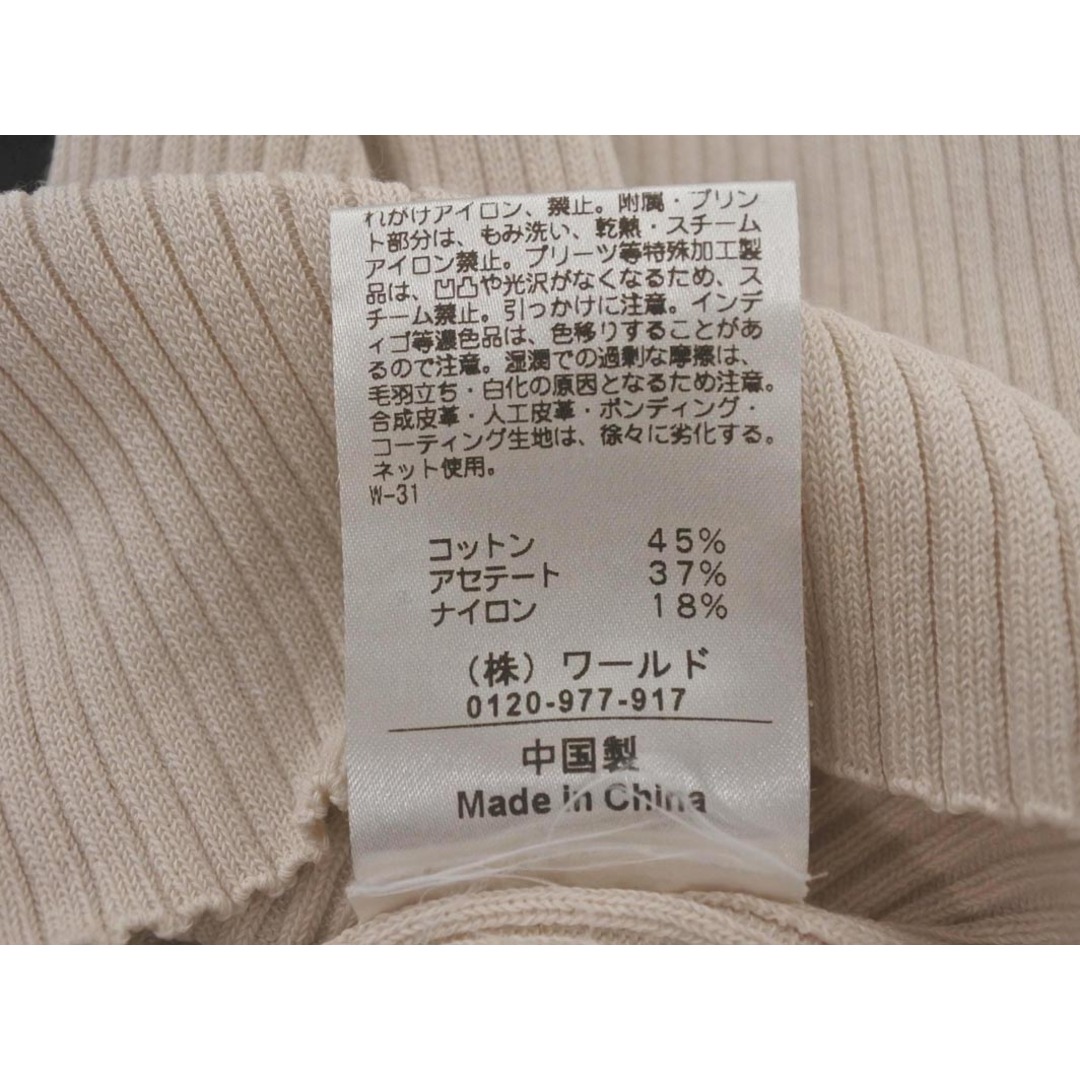 れがけアイロン、禁止。附属・プリン
ト部分は、もみ洗い、乾熱・スチーム
アイロン禁止。プリーツ等特殊加工製
品は、凹凸や光沢がなくなるため、ス
チーム禁止。引っかけに注意。インデ
ィゴ等濃色品は、色移りすることがあ
るので注意。湿潤での過剰な摩擦は、
毛羽立ち・白化の原因となるため注意。
合成皮革・人工皮革・ボンディング・
コーティング生地は、徐々に劣化する。
ネット使用。
W-31
コットン 45%
アセテート 37%
ナイロン 18%
(株)ワールド
0120-977-917
中国製
Made in China